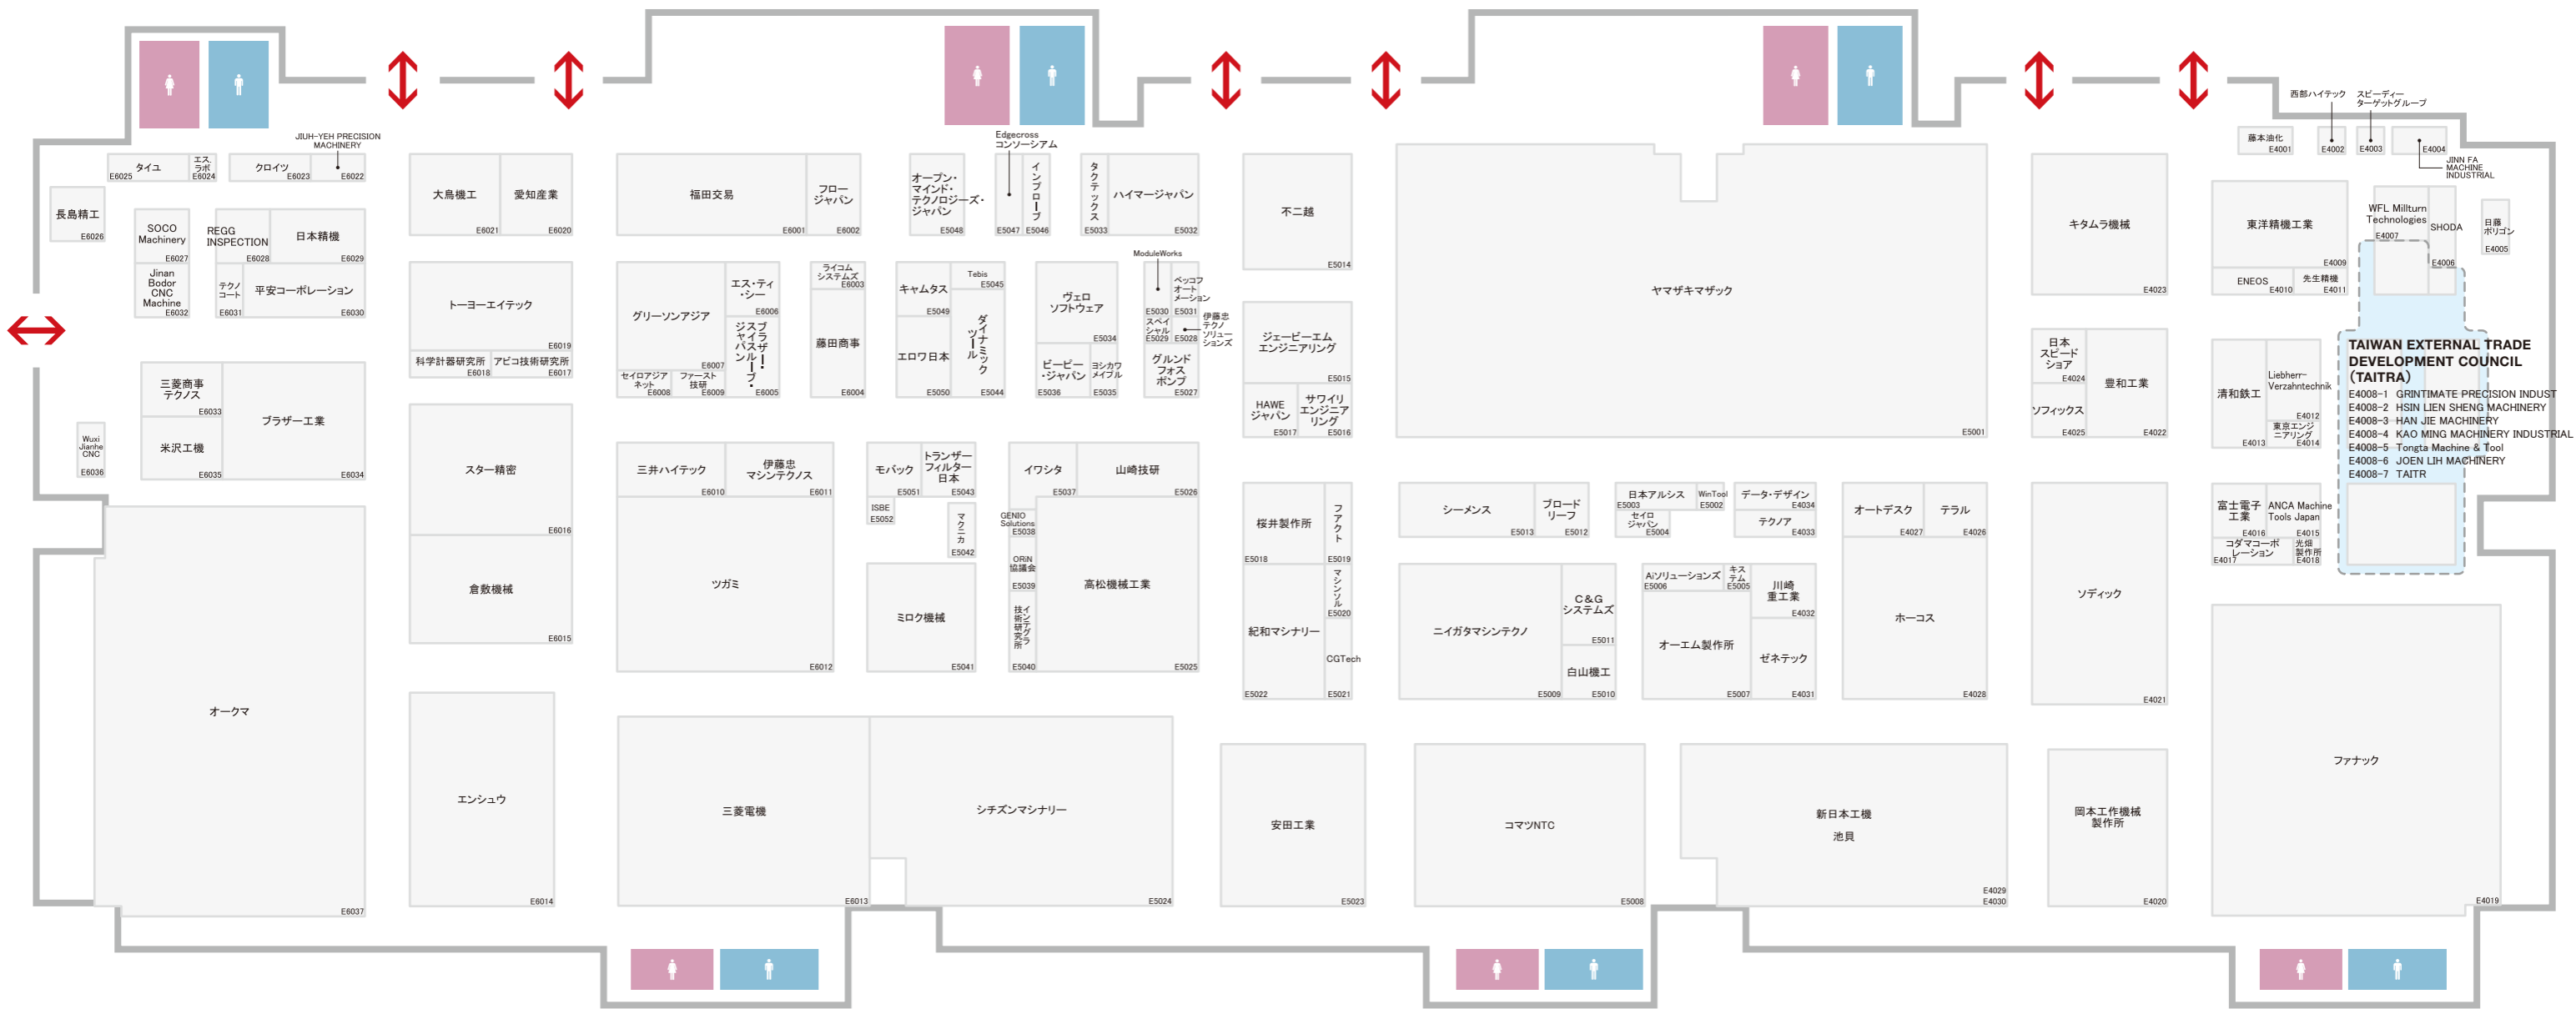 JIUH-YEH PRECISION
MACHINERY
タイユ
E6025
エス.
ラボ
E6024
クロイツ
E6023
E6022
長島精工
E6026
SOCO
Machinery
E6027
REGG
INSPECTION
E6028
日本精機
E6029
Jinan
Bodor
CNC
Machine
E6032
テクノ
コート
E6031
平安コーポレーション
E6030
三菱商事
テクノス
E6033
米沢工機
E6035
ブラザー工業
E6034
Wuxi
Jianhe
CNC
E6036
オークマ
E6037
大鳥機工
E6021
愛知産業
E6020
トーヨーエイテック
E6019
科学計器研究所
E6018
アピコ技術研究所
E6017
スター精密
E6016
倉敷機械
E6015
エンシュウ
E6014
福田交易
E6001
フロー
ジャパン
E6002
グリーソンアジア
E6007
エス・ティ
・シー
E6006
セイロアジア
ネット
E6008
ファースト
技研
E6009
ブラザー・
スイスルーブ・
ジャパン
E6005
ライコム
システムズ
E6003
藤田商事
E6004
三井ハイテック
E6010
伊藤忠
マシンテクノス
E6011
ツガミ
E6012
三菱電機
E6013
シチズンマシナリー
E5024
オープン・
マインド・
テクノロジーズ・
ジャパン
E5048
Edgecross
コンソーシアム
E5047
インプローブ
E5046
タクテックス
E5033
ハイマージャパン
E5032
キャムタス
E5049
Tebis
E5045
エロワ日本
E5050
ダイナミック
ツール
E5044
ヴェロ
ソフトウェア
E5034
ビービー
・ジャパン
E5036
ヨシカワ
メイプル
E5035
ModuleWorks
E5030
ベッコフ
オート
メーション
E5031
スペイ
シャル
E5029
E5028
伊藤忠
テクノ
ソリュー
ションズ
グルンド
フォス
ポンプ
E5027
モバック
E5051
トランザー
フィルター
日本
E5043
ISBE
E5052
マクニカ
E5042
ミロク機械
E5041
イワシタ
E5037
山崎技研
E5026
GENIO
Solutions
E5038
ORiN
協議会
E5039
インテグラ
技術研究所
E5040
高松機械工業
E5025
不二越
E5014
ジェービーエム
エンジニアリング
E5015
HAWE
ジャパン
E5017
サワイリ
エンジニア
リング
E5016
桜井製作所
E5018
ファクト
E5019
マシンソル
E5020
紀和マシナリー
E5022
CGTech
E5021
安田工業
E5023
ヤマザキマザック
E5001
シーメンス
E5013
ブロード
リーフ
E5012
日本アルシス
E5003
WinTool
E5002
セイロ
ジャパン
E5004
データ・デザイン
E4034
テクノア
E4033
ニイガタマシンテクノ
E5009
C&G
システムズ
E5011
白山機工
E5010
Aiソリューションズ
E5006
キス
テム
E5005
川崎
重工業
E4032
オーエム製作所
E5007
ゼネテック
E4031
オートデスク
E4027
テラル
E4026
ホーコス
E4028
コマツNTC
E5008
新日本工機
池貝
E4029
E4030
キタムラ機械
E4023
日本
スピード
ショア
E4024
ソフィックス
E4025
豊和工業
E4022
ソディック
E4021
岡本工作機械
製作所
E4020
藤本油化
E4001
西部ハイテック
E4002
スピーディー
ターゲットグループ
E4003
E4004
JINN FA
MACHINE
INDUSTRIAL
東洋精機工業
E4009
ENEOS
E4010
先生精機
E4011
WFL Millturn
Technologies
E4007
SHODA
E4006
日藤
ポリゴン
E4005
清和鉄工
E4013
Liebherr-
Verzahntechnik
E4012
東京エンジ
ニアリング
E4014
TAIWAN EXTERNAL TRADE
DEVELOPMENT COUNCIL
(TAITRA)
E4008-1 GRINTIMATE PRECISION INDUST
E4008-2 HSIN LIEN SHENG MACHINERY
E4008-3 HAN JIE MACHINERY
E4008-4 KAO MING MACHINERY INDUSTRIAL
E4008-5 Tongta Machine & Tool
E4008-6 JOEN LIH MACHINERY
E4008-7 TAITR
富士電子
工業
E4016
ANCA Machine
Tools Japan
E4015
コダマコーポ
レーション
E4017
光畑
製作所
E4018
ファナック
E4019